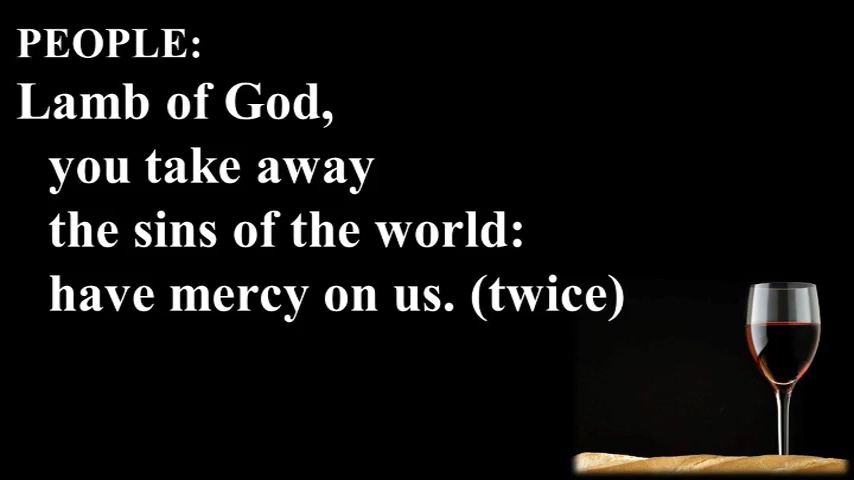 PEOPLE:
Lamb of God,
you take away
the sins of the world:
have mercy on us. (twice)